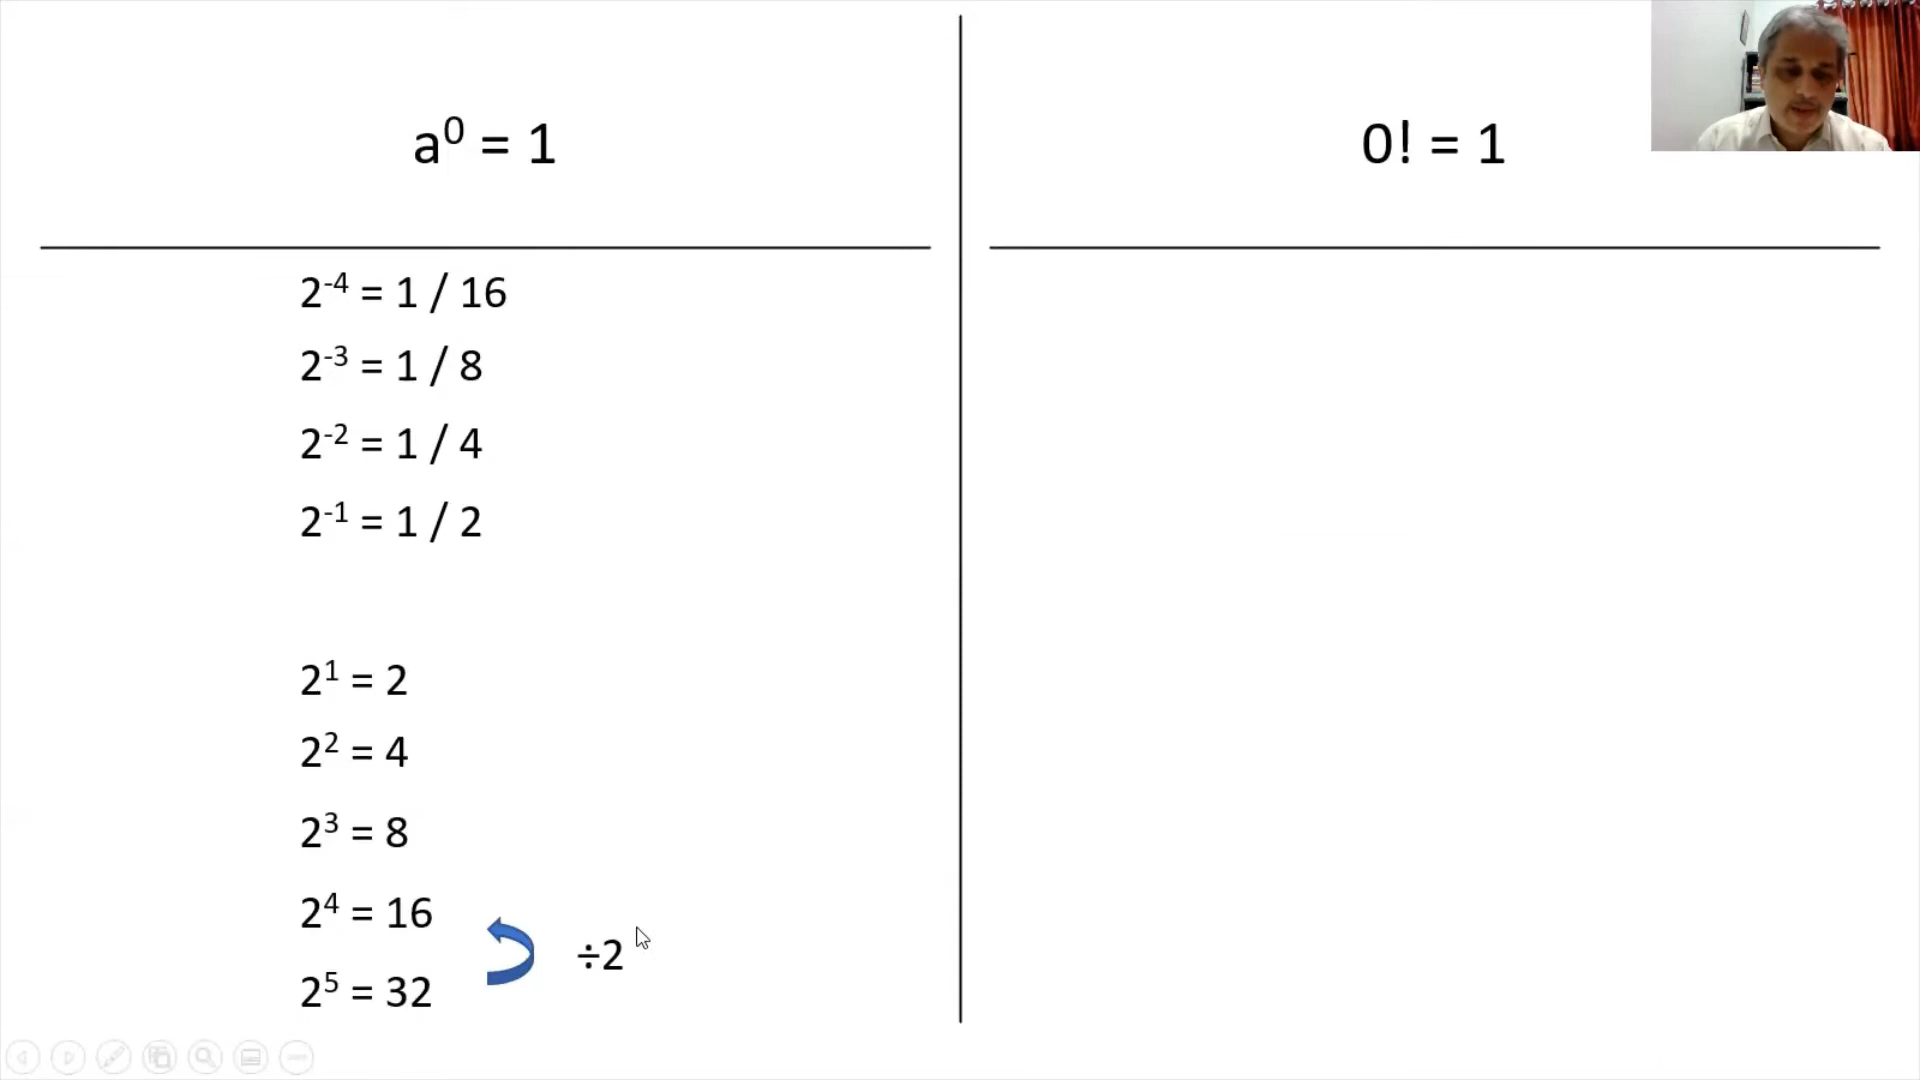 a⁰ = 1
2⁻⁴ = 1 / 16
2⁻³ = 1 / 8
2⁻² = 1 / 4
2⁻¹ = 1 / 2
2¹ = 2
2² = 4
2³ = 8
2⁴ = 16
÷2
2⁵ = 32
0! = 1